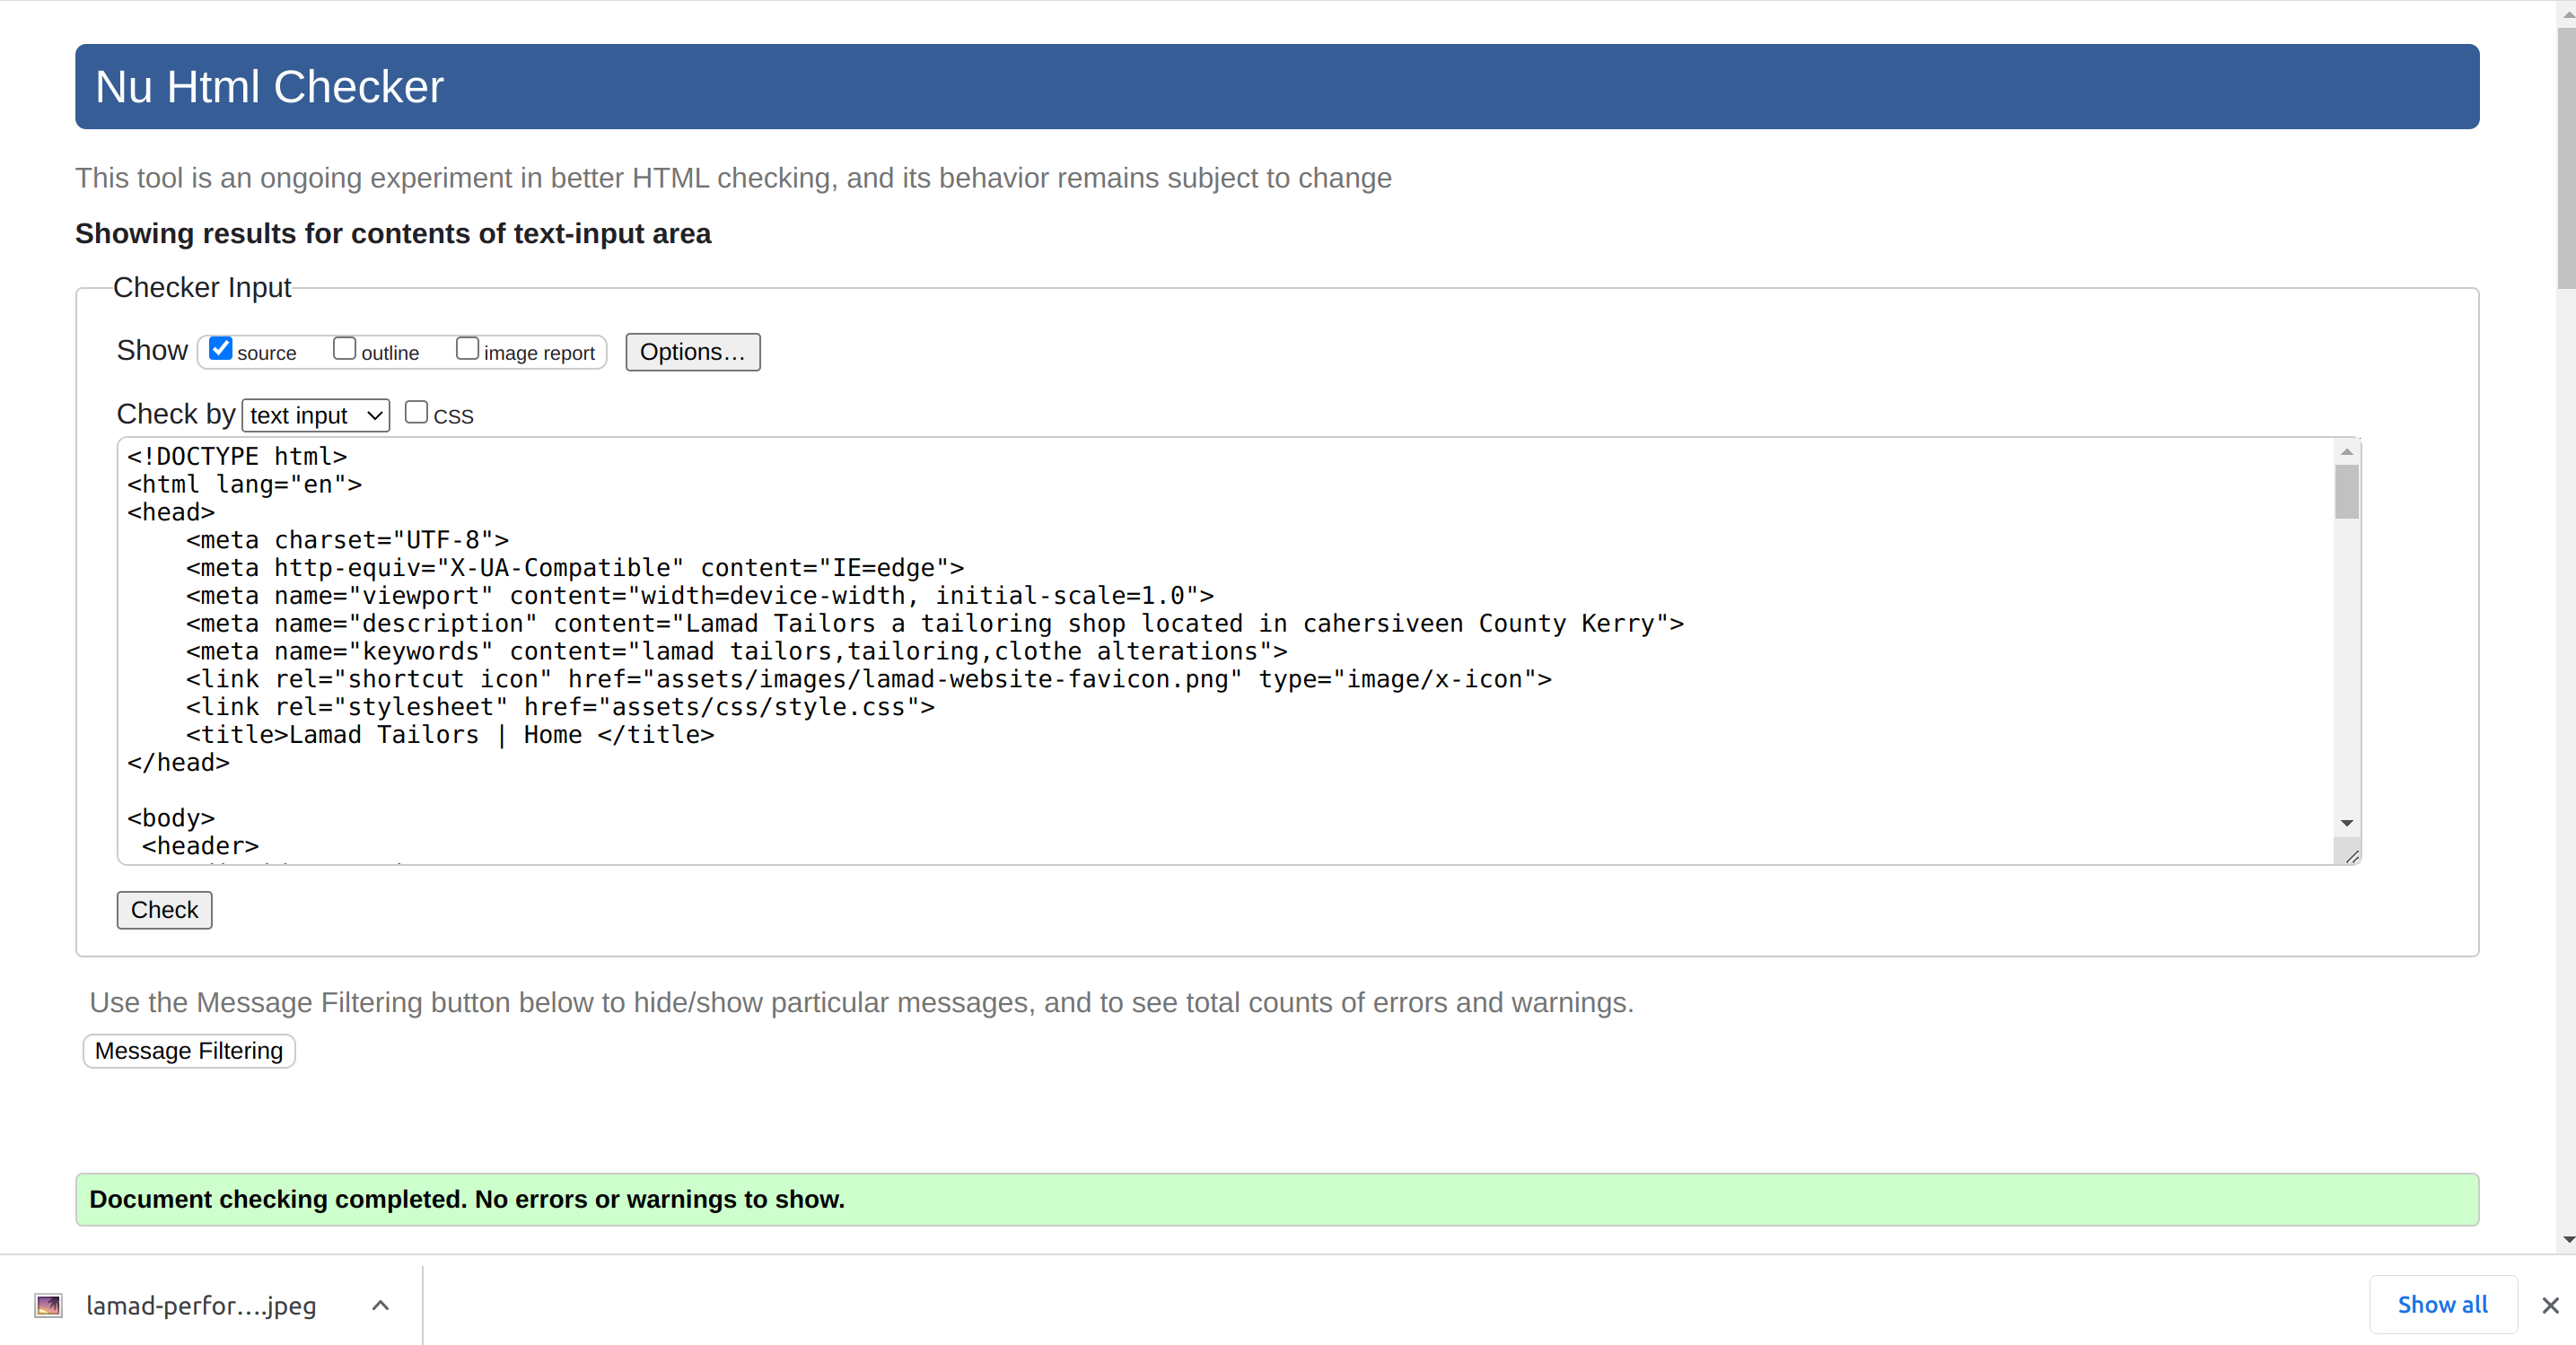 Nu Html Checker
This tool is an ongoing experiment in better HTML checking, and its behavior remains subject to change
Showing results for contents of text-input area
Checker Input
Show source outline image report Options...
Check by text input CSS
<!DOCTYPE html>
<html lang="en">
<head>
    <meta charset="UTF-8">
    <meta http-equiv="X-UA-Compatible" content="IE=edge">
    <meta name="viewport" content="width=device-width, initial-scale=1.0">
    <meta name="description" content="Lamad Tailors a tailoring shop located in cahersiveen County Kerry">
    <meta name="keywords" content="lamad tailors,tailoring,clothe alterations">
    <link rel="shortcut icon" href="assets/images/lamad-website-favicon.png" type="image/x-icon">
    <link rel="stylesheet" href="assets/css/style.css">
    <title>Lamad Tailors | Home </title>
</head>
<body>
 <header>
Check
Use the Message Filtering button below to hide/show particular messages, and to see total counts of errors and warnings.
Message Filtering
Document checking completed. No errors or warnings to show.
lamad-perfor....jpeg
Show all